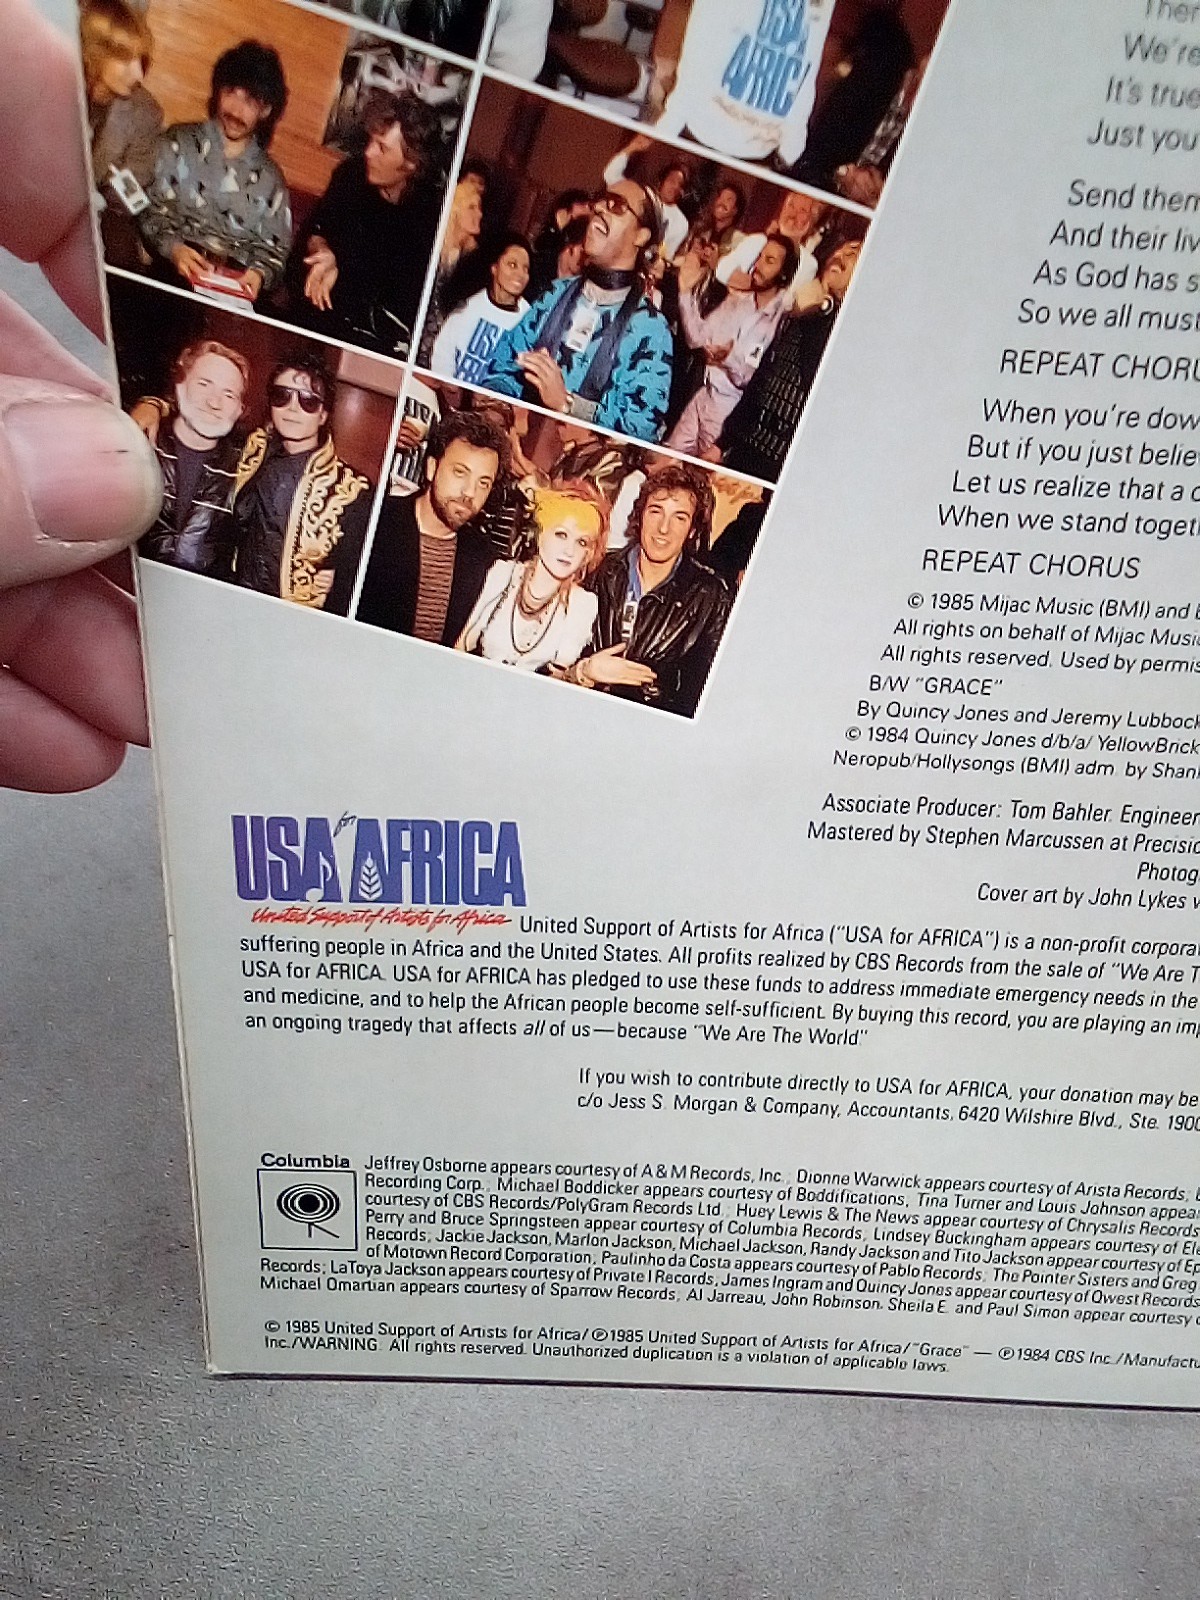 USA
AFRICA
USA
We're
It's true
Just you
Send them
And their
As God has
So we all must
REPEAT
When you're
But if you just
Let us realize that a
When we stand
REPEAT CHORUS
© 1985 Mijac Music (BMI) and
All rights on behalf of Mijac
All rights reserved. Used by
B/W "GRACE"
By Quincy Jones and Jeremy Lubbock
© 1984 Quincy Jones d/b/a/ YellowBrick
Neropub/Hollysongs (BMI) adm. by
Associate Producer: Tom Bahler. Engineer
Mastered by Stephen Marcussen at
Cover art by John Lykes
USA for AFRICA
United Support of Artists for Africa
United Support of Artists for Africa ("USA for AFRICA") is a non-profit
suffering people in Africa and the United States. All profits realized by CBS Records from the sale of "We Are
USA for AFRICA. USA for AFRICA has pledged to use these funds to address immediate emergency needs in the
and medicine, and to help the African people become self-sufficient. By buying this record, you are playing an
an ongoing tragedy that affects all of us—because "We Are The World"
If you wish to contribute directly to USA for AFRICA, your donation may be
c/o Jess S. Morgan & Company, Accountants, 6420 Wilshire Blvd., Ste. 1900
Columbia
Jeffrey Osborne appears courtesy of A & M Records, Inc.; Dionne Warwick appears courtesy of Arista Records;
Recording Corp.; Michael Boddicker appears courtesy of Boddifications; Tina Turner and Louis Johnson
courtesy of CBS Records/PolyGram Records Ltd.; Huey Lewis & The News appear courtesy of Chrysalis Records
Perry and Bruce Springsteen appear courtesy of Columbia Records; Lindsey Buckingham appears courtesy of
Records; Jackie Jackson, Marlon Jackson, Michael Jackson, Randy Jackson and Tito Jackson appear courtesy of
of Motown Record Corporation; Paulinho da Costa appears courtesy of Pablo Records; The Pointer Sisters and Greg
Records; LaToya Jackson appears courtesy of Private I Records; James Ingram and Quincy Jones appear courtesy of Qwest Records
Michael Omartian appears courtesy of Sparrow Records; Al Jarreau, John Robinson, Sheila E. and Paul Simon appear courtesy
© 1985 United Support of Artists for Africa/ ℗1985 United Support of Artists for Africa/"Grace" — ℗1984 CBS Inc./
Inc./WARNING: All rights reserved. Unauthorized duplication is a violation of applicable laws.